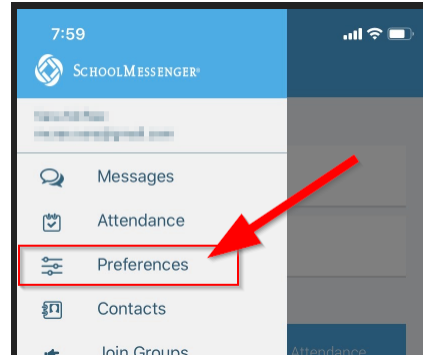 7:59
SCHOOLMESSENGER®
Messages
Attendance
Preferences
Contacts
Join Groups
Attendance